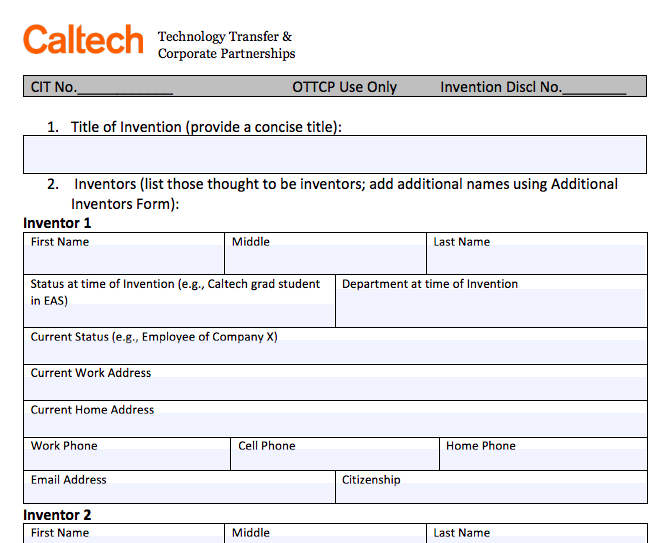 Caltech
Technology Transfer &
Corporate Partnerships
CIT No.____________ OTTCP Use Only Invention Discl No.________
1. Title of Invention (provide a concise title):
2. Inventors (list those thought to be inventors; add additional names using Additional
Inventors Form):
Inventor 1
First Name Middle Last Name
Status at time of Invention (e.g., Caltech grad student Department at time of Invention
in EAS)
Current Status (e.g., Employee of Company X)
Current Work Address
Current Home Address
Work Phone Cell Phone Home Phone
Email Address Citizenship
Inventor 2
First Name Middle Last Name